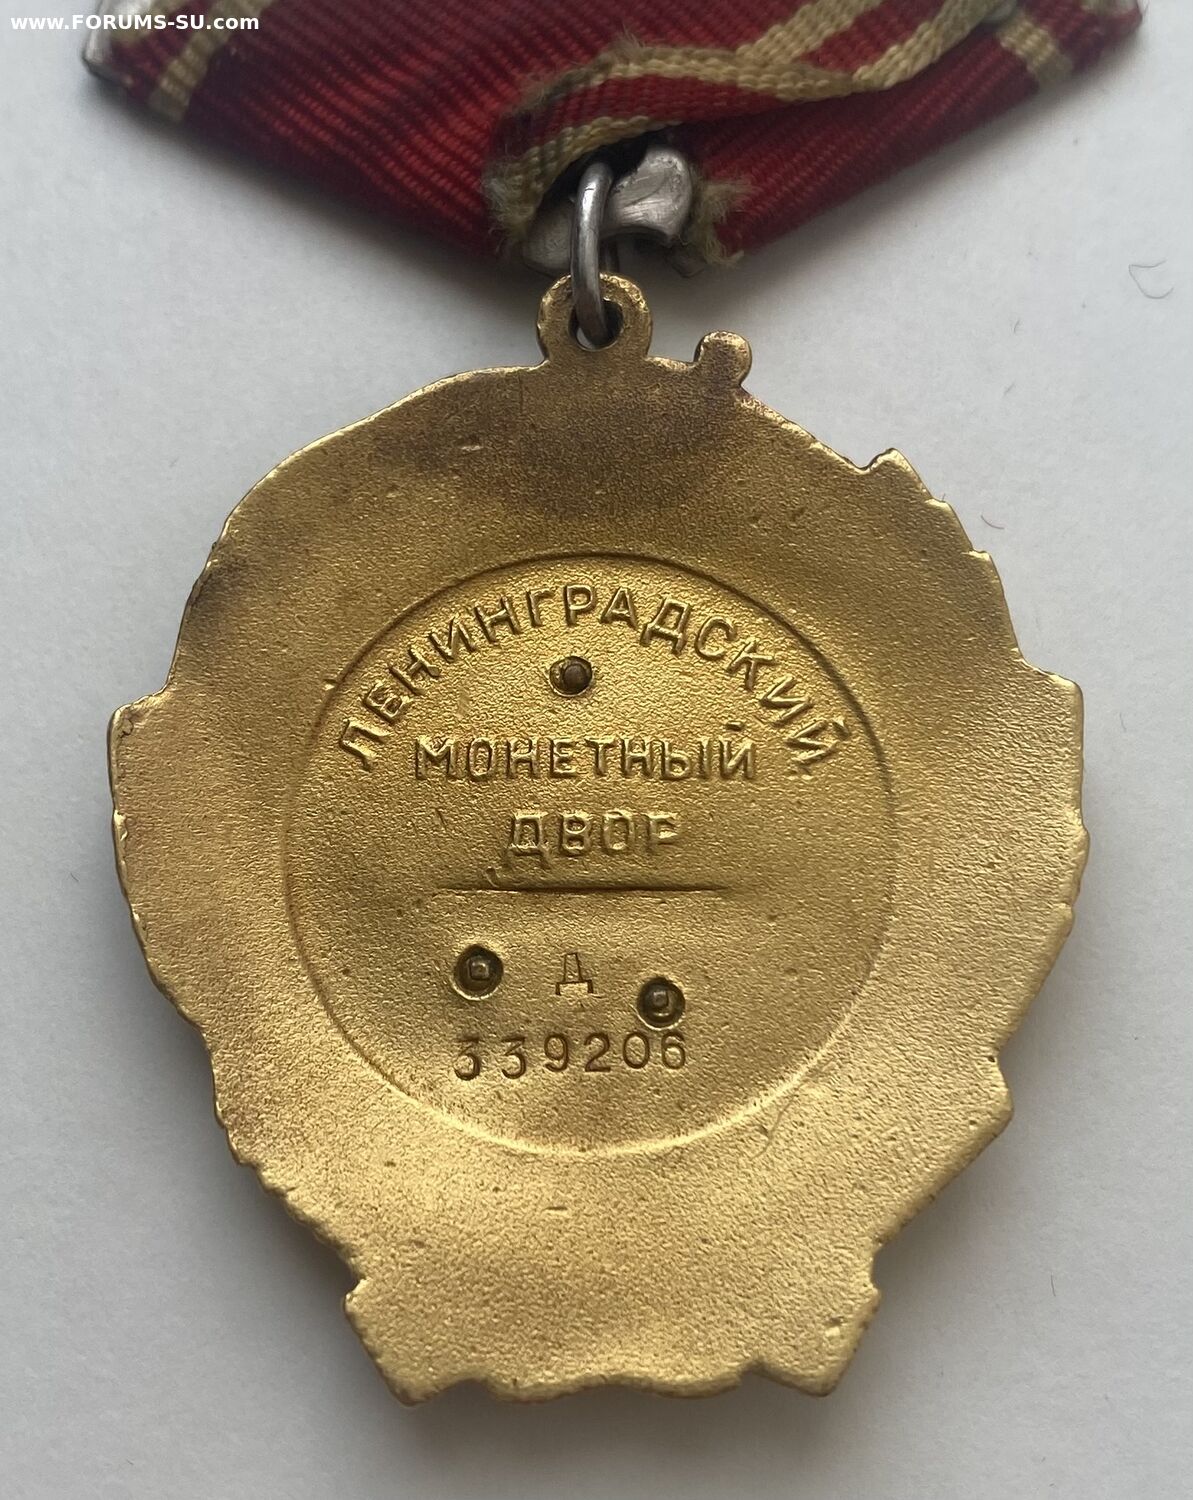 www.FORUMS-SU.com
ЛЕНИНГРАДСКИЙ
МОНЕТНЫЙ
ДВОР
Д
339206